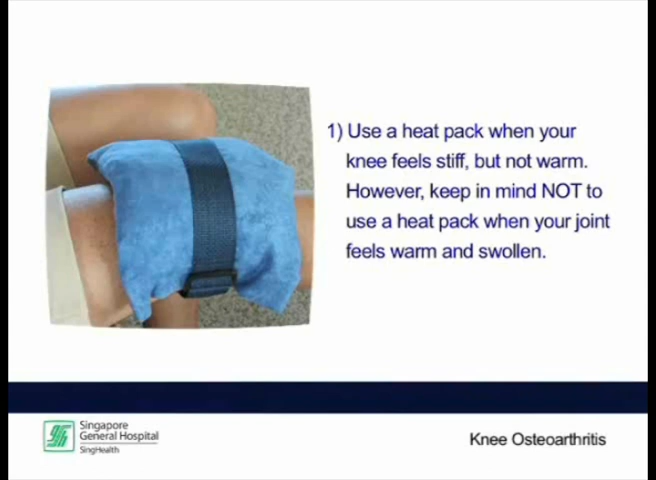 1) Use a heat pack when your
knee feels stiff, but not warm.
However, keep in mind NOT to
use a heat pack when your joint
feels warm and swollen.
Singapore
General Hospital
SingHealth
Knee Osteoarthritis